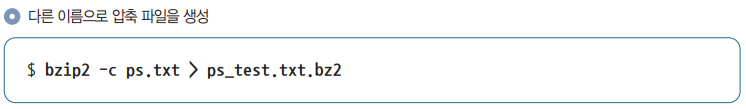 다른 이름으로 압축 파일을 생성
$ bzip2 -c ps.txt > ps_test.txt.bz2